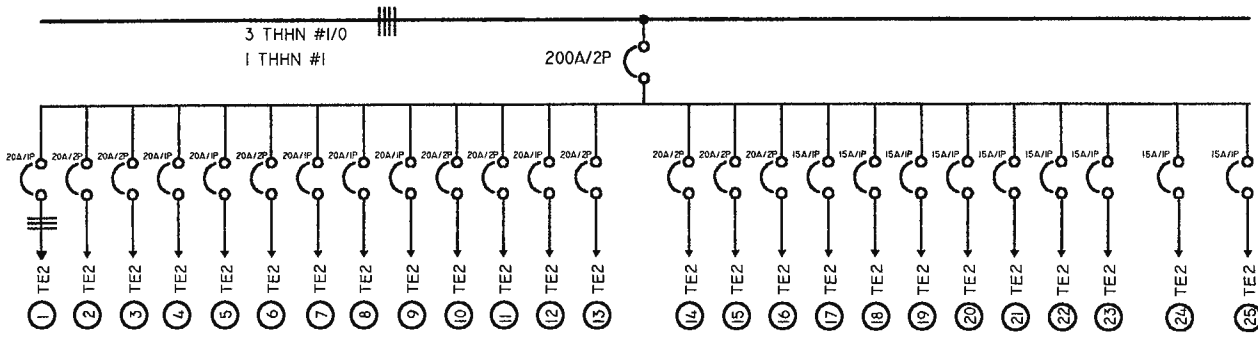 3 THHN #1/0
1 THHN #1
200A/2P
20A/1P 20A/2P 20A/2P 20A/1P 20A/1P 20A/2P 20A/1P 20A/1P 20A/1P 20A/2P 20A/2P 20A/1P 20A/2P 20A/2P 20A/2P 20A/2P 15A/1P 15A/1P 15A/1P 15A/1P 15A/1P 15A/1P 15A/1P 15A/1P 15A/1P
TE2 TE2 TE2 TE2 TE2 TE2 TE2 TE2 TE2 TE2 TE2 TE2 TE2 TE2 TE2 TE2 TE2 TE2 TE2 TE2 TE2 TE2 TE2 TE2 TE2
1 2 3 4 5 6 7 8 9 10 11 12 13 14 15 16 17 18 19 20 21 22 23 24 25